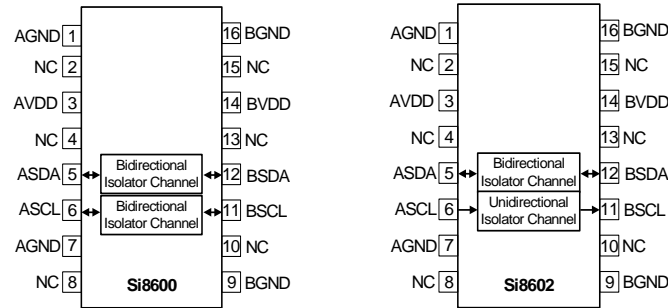 AGND 1 16 BGND
NC 2 15 NC
AVDD 3 14 BVDD
NC 4 13 NC
ASDA 5 Bidirectional Isolator Channel 12 BSDA
ASCL 6 Bidirectional Isolator Channel 11 BSCL
AGND 7 10 NC
NC 8 Si8600 9 BGND
AGND 1 16 BGND
NC 2 15 NC
AVDD 3 14 BVDD
NC 4 13 NC
ASDA 5 Bidirectional Isolator Channel 12 BSDA
ASCL 6 Unidirectional Isolator Channel 11 BSCL
AGND 7 10 NC
NC 8 Si8602 9 BGND